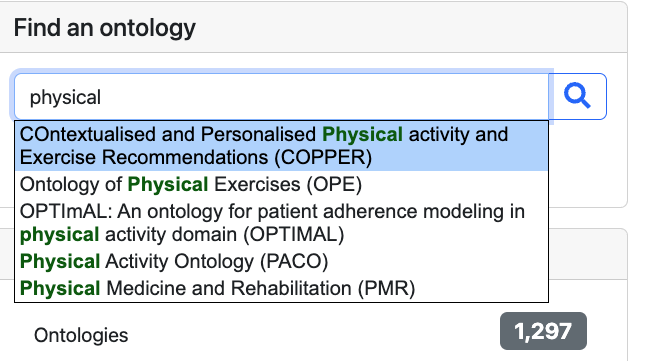 Find an ontology
physical
COntextualised and Personalised Physical activity and
Exercise Recommendations (COPPER)
Ontology of Physical Exercises (OPE)
OPTImAL: An ontology for patient adherence modeling in
physical activity domain (OPTIMAL)
Physical Activity Ontology (PACO)
Physical Medicine and Rehabilitation (PMR)
Ontologies 1,297